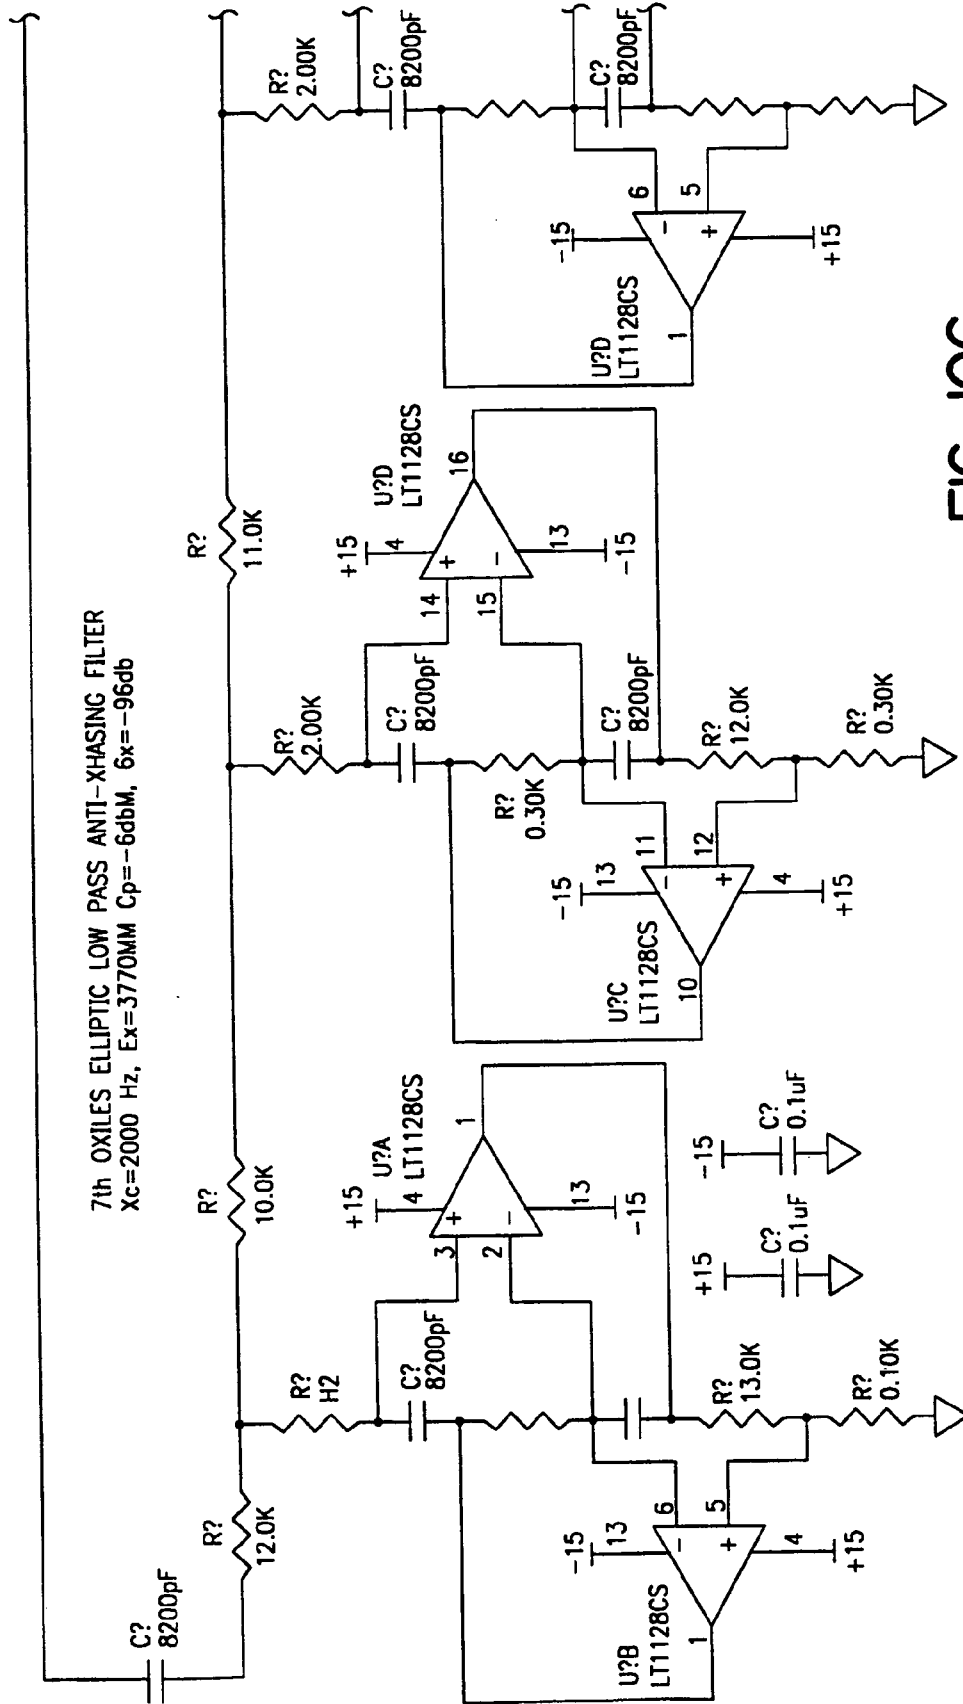 7th OXILES ELLIPTIC LOW PASS ANTI-XHASING FILTER
Xc=2000 Hz, Ex=3770MM Cp=-6dbM, 6x=-96db
C?
8200pF
R?
12.0K
R?
10.0K
R?
11.0K
R?
H2
C?
8200pF
+15
4
U?A
LT1128CS
3
+
2
-
1
13
-15
6
-
5
+
-15
13
4
+15
U?B
LT1128CS
1
R?
13.0K
R?
0.10K
+15
C?
0.1uF
-15
C?
0.1uF
R?
2.00K
C?
8200pF
+15
4
U?D
LT1128CS
14
+
15
-
16
13
-15
R?
0.30K
C?
8200pF
11
-
12
+
-15
13
4
+15
U?C
LT1128CS
10
R?
12.0K
R?
0.30K
R?
2.00K
C?
8200pF
C?
8200pF
6
-
5
+
-15
+15
U?D
LT1128CS
1